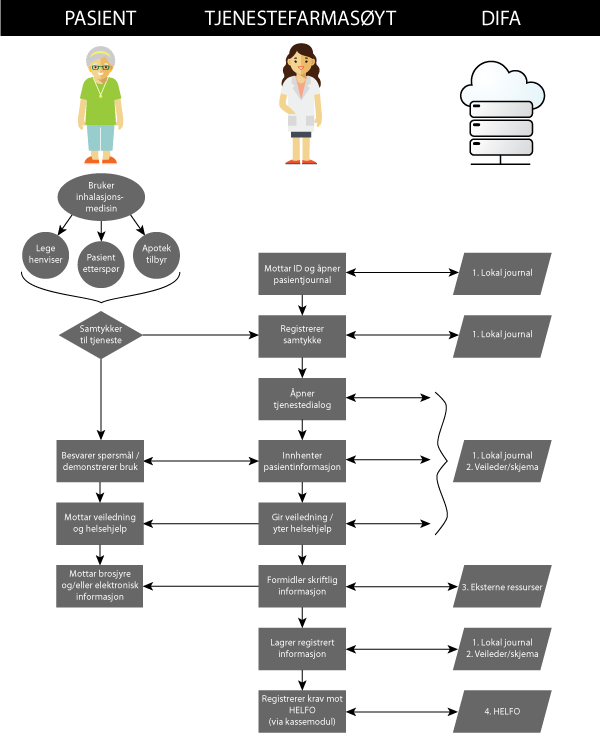 PASIENT
TJENESTEFARMASØYT
DIFA
Bruker
inhalasjons-
medisin
Lege
henviser
Pasient
etterspør
Apotek
tilbyr
Mottar ID og åpner
pasientjournal
1. Lokal journal
Samtykker
til tjeneste
Registrerer
samtykke
1. Lokal journal
Åpner
tjenestedialog
Besvarer spørsmål /
demonstrerer bruk
Innhenter
pasientinformasjon
1. Lokal journal
2. Veileder/skjema
Mottar veiledning
og helsehjelp
Gir veiledning /
yter helsehjelp
Mottar brosjyre
og/eller elektronisk
informasjon
Formidler skriftlig
informasjon
3. Eksterne ressurser
Lagrer registrert
informasjon
1. Lokal journal
2. Veileder/skjema
Registrerer krav mot
HELFO
(via kassemodul)
4. HELFO